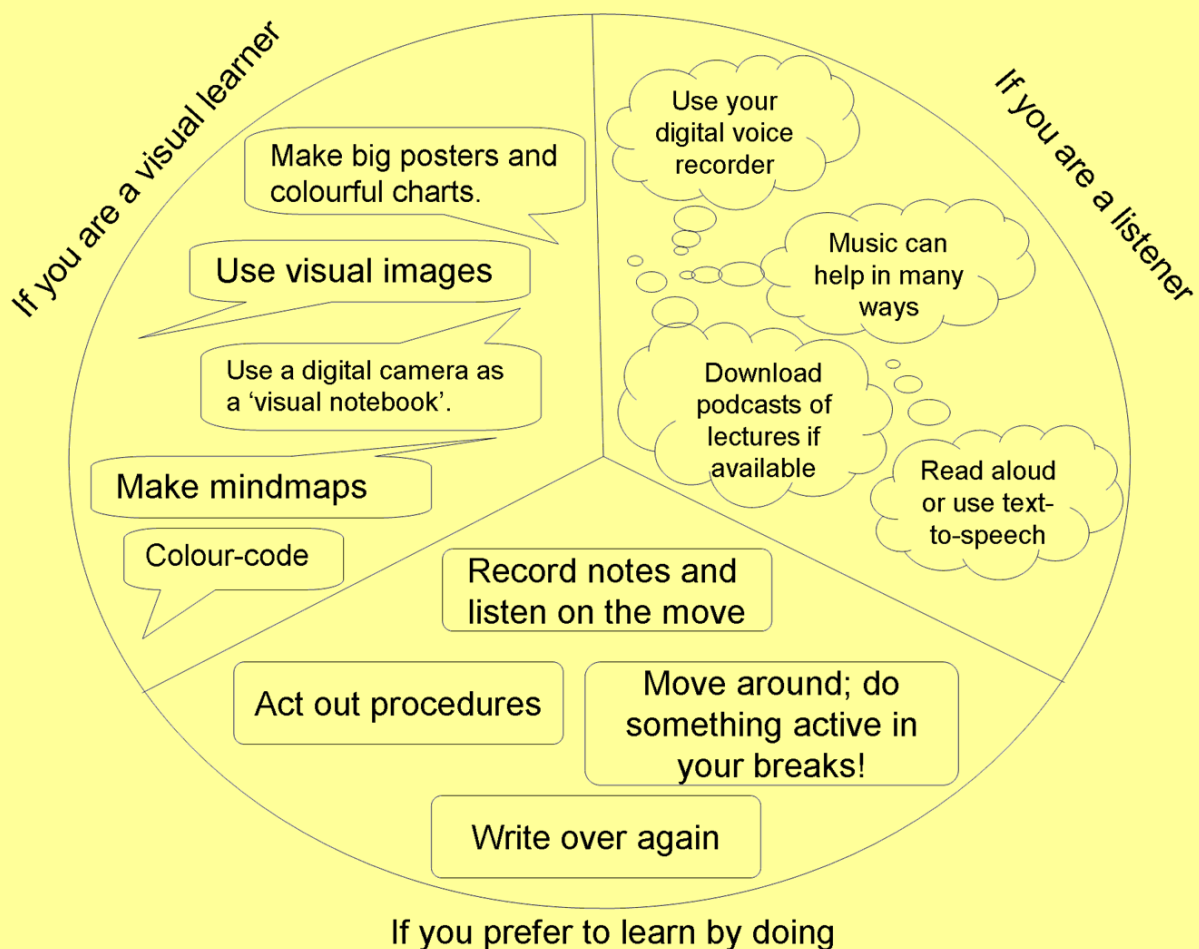 If you are a visual learner
Make big posters and
colourful charts.
Use visual images
Use a digital camera as
a ‘visual notebook’.
Make mindmaps
Colour-code
If you are a listener
Use your
digital voice
recorder
Music can
help in many
ways
Download
podcasts of
lectures if
available
Read aloud
or use text-
to-speech
Record notes and
listen on the move
Act out procedures
Move around; do
something active in
your breaks!
Write over again
If you prefer to learn by doing